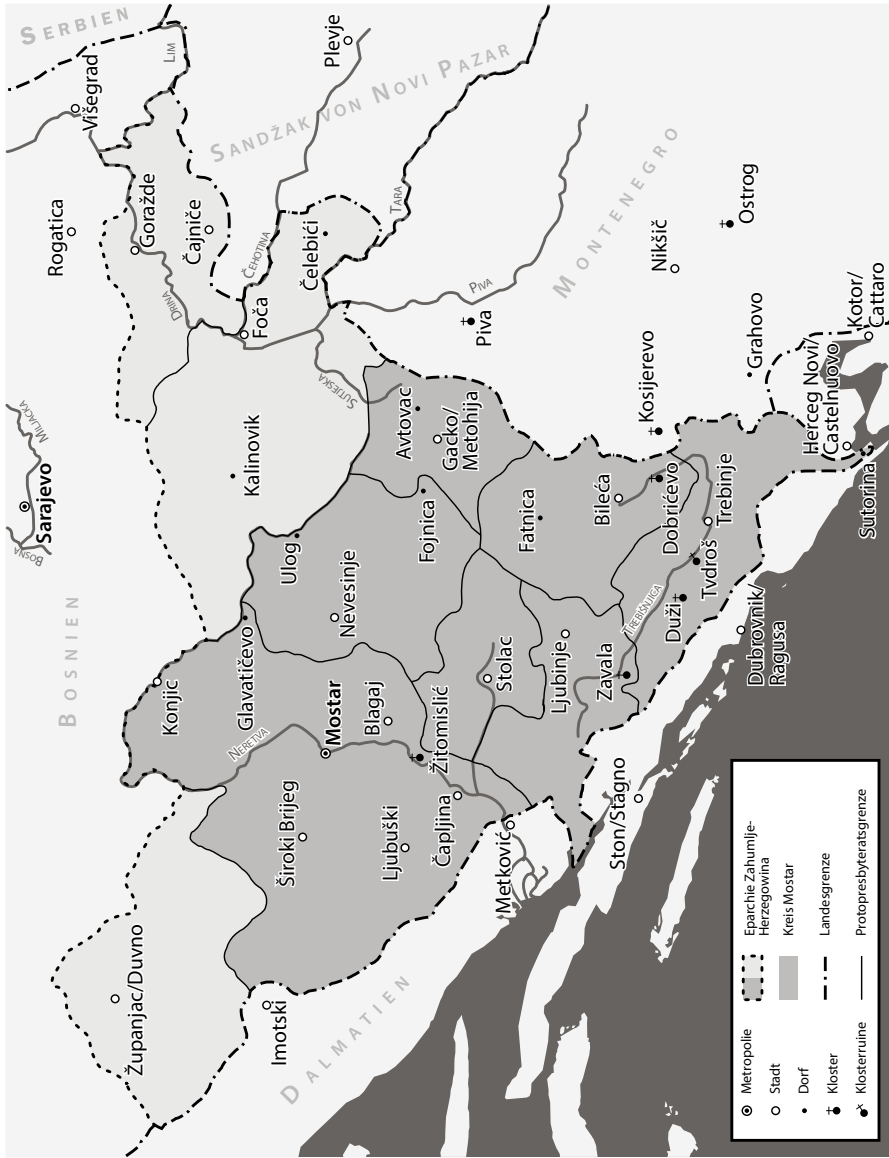 BOSNIEN
SERBIEN
MILJACKA
BOSNA
Sarajevo
Rogatica
Višegrad
LIM
Županjac/Duvno
Konjic
Goražde
DRINA
Čajniče
SANDŽAK VON NOVI PAZAR
Glavatičevo
Kalinovik
NERETVA
Foča
ČEHOTINA
Imotski
Široki Brijeg
Mostar
Nevesinje
Ulog
Čelebići
Plevje
SUTJESKA
TARA
DALMATIEN
Ljubuški
Blagaj
Avtovac
Čapljina
Žitomislić
Fojnica
Gacko/
Metohija
PIVA
Piva
Metković
Stolac
Fatnica
MONTENEGRO
Ljubinje
Bileća
Ston/Stagno
Zavala
TREBIŠNJICA
Kosijerevo
Nikšić
Duži
Dobrićevo
Tvdroš
Trebinje
Ostrog
Grahovo
Dubrovnik/
Ragusa
Herceg Novi/
Castelnuovo
Kotor/
Cattaro
Sutorina
Metropolie
Stadt
Dorf
Kloster
Klosterruine
Eparchie Zahumlje-
Herzegowina
Kreis Mostar
Landesgrenze
Protopresbyteratsgrenze